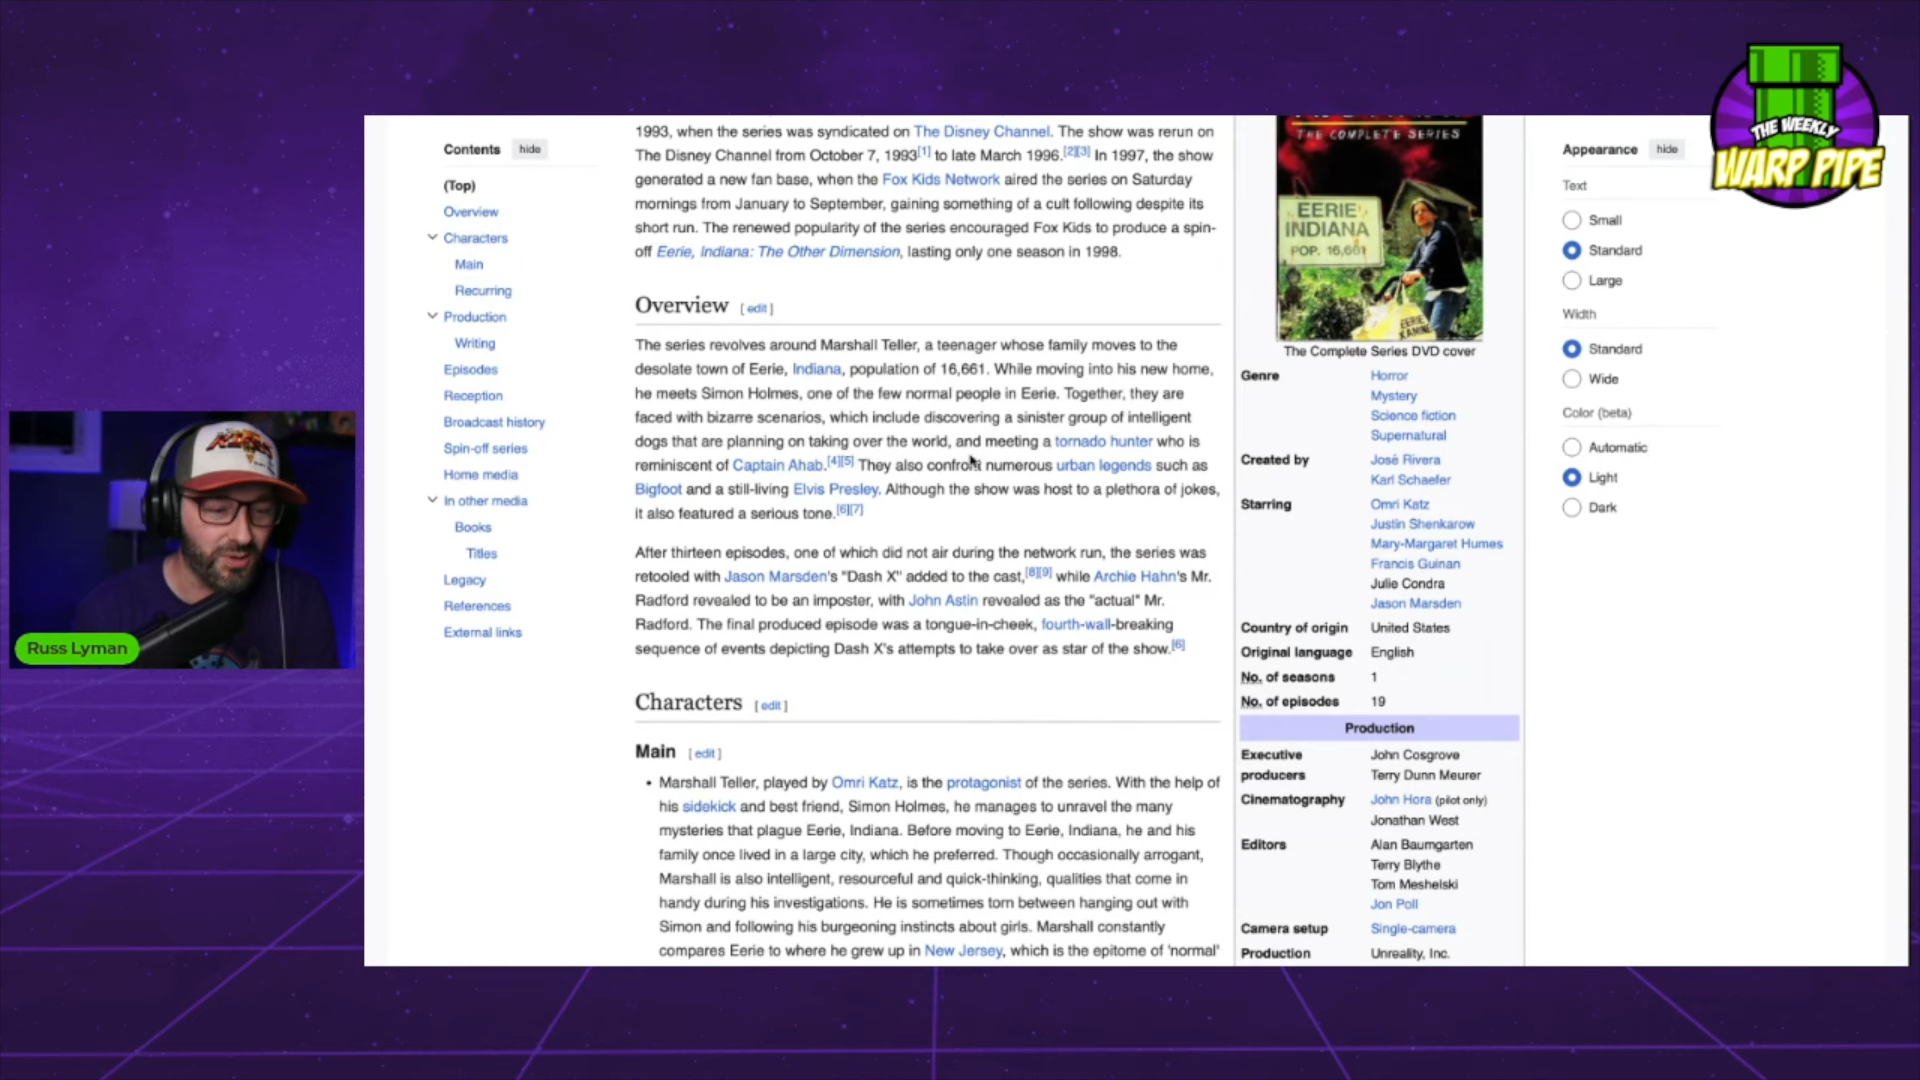 THE WEEKLY
WARP PIPE
Russ Lyman
Contents hide
(Top)
Overview
Characters
Main
Recurring
Production
Writing
Episodes
Reception
Broadcast history
Spin-off series
Home media
In other media
Books
Titles
Legacy
References
External links
1993, when the series was syndicated on The Disney Channel. The show was rerun on
The Disney Channel from October 7, 1993[1] to late March 1996.[2][3] In 1997, the show
generated a new fan base, when the Fox Kids Network aired the series on Saturday
mornings from January to September, gaining something of a cult following despite its
short run. The renewed popularity of the series encouraged Fox Kids to produce a spin-
off Eerie, Indiana: The Other Dimension, lasting only one season in 1998.
Overview [ edit ]
The series revolves around Marshall Teller, a teenager whose family moves to the
desolate town of Eerie, Indiana, population of 16,661. While moving into his new home,
he meets Simon Holmes, one of the few normal people in Eerie. Together, they are
faced with bizarre scenarios, which include discovering a sinister group of intelligent
dogs that are planning on taking over the world, and meeting a tornado hunter who is
reminiscent of Captain Ahab.[4][5] They also confront numerous urban legends such as
Bigfoot and a still-living Elvis Presley. Although the show was host to a plethora of jokes,
it also featured a serious tone.[6][7]
After thirteen episodes, one of which did not air during the network run, the series was
retooled with Jason Marsden's "Dash X" added to the cast,[8][9] while Archie Hahn's Mr.
Radford revealed to be an imposter, with John Astin revealed as the "actual" Mr.
Radford. The final produced episode was a tongue-in-cheek, fourth-wall-breaking
sequence of events depicting Dash X's attempts to take over as star of the show.[6]
Characters [ edit ]
Main [ edit ]
• Marshall Teller, played by Omri Katz, is the protagonist of the series. With the help of
his sidekick and best friend, Simon Holmes, he manages to unravel the many
mysteries that plague Eerie, Indiana. Before moving to Eerie, Indiana, he and his
family once lived in a large city, which he preferred. Though occasionally arrogant,
Marshall is also intelligent, resourceful and quick-thinking, qualities that come in
handy during his investigations. He is sometimes torn between hanging out with
Simon and following his burgeoning instincts about girls. Marshall constantly
compares Eerie to where he grew up in New Jersey, which is the epitome of 'normal'
THE COMPLETE SERIES
EERIE,
INDIANA
POP. 16,661
EERIE
The Complete Series DVD cover
Genre Horror
Mystery
Science fiction
Supernatural
Created by José Rivera
Karl Schaefer
Starring Omri Katz
Justin Shenkarow
Mary-Margaret Humes
Francis Guinan
Julie Condra
Jason Marsden
Country of origin United States
Original language English
No. of seasons 1
No. of episodes 19
Production
Executive John Cosgrove
producers Terry Dunn Meurer
Cinematography John Hora (pilot only)
Jonathan West
Editors Alan Baumgarten
Terry Blythe
Tom Meshelski
Jon Poll
Camera setup Single-camera
Production Unreality, Inc.
Appearance hide
Text
Small
Standard
Large
Width
Standard
Wide
Color (beta)
Automatic
Light
Dark